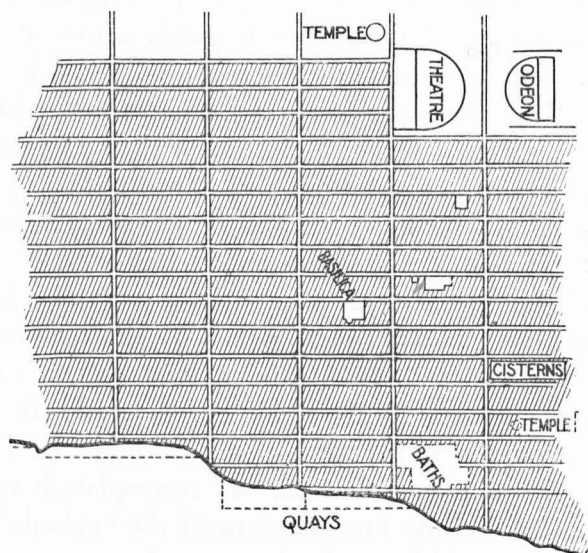 TEMPLE
THEATRE
ODEON
BASILICA
CISTERNS
TEMPLE
BATHS
QUAYS